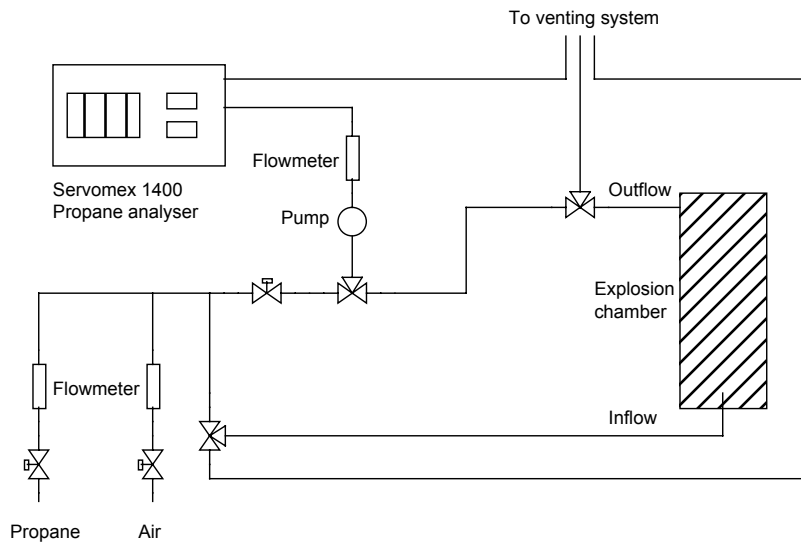 To venting system
Flowmeter
Servomex 1400
Propane analyser
Pump
Outflow
Explosion
chamber
Flowmeter
Inflow
Propane
Air